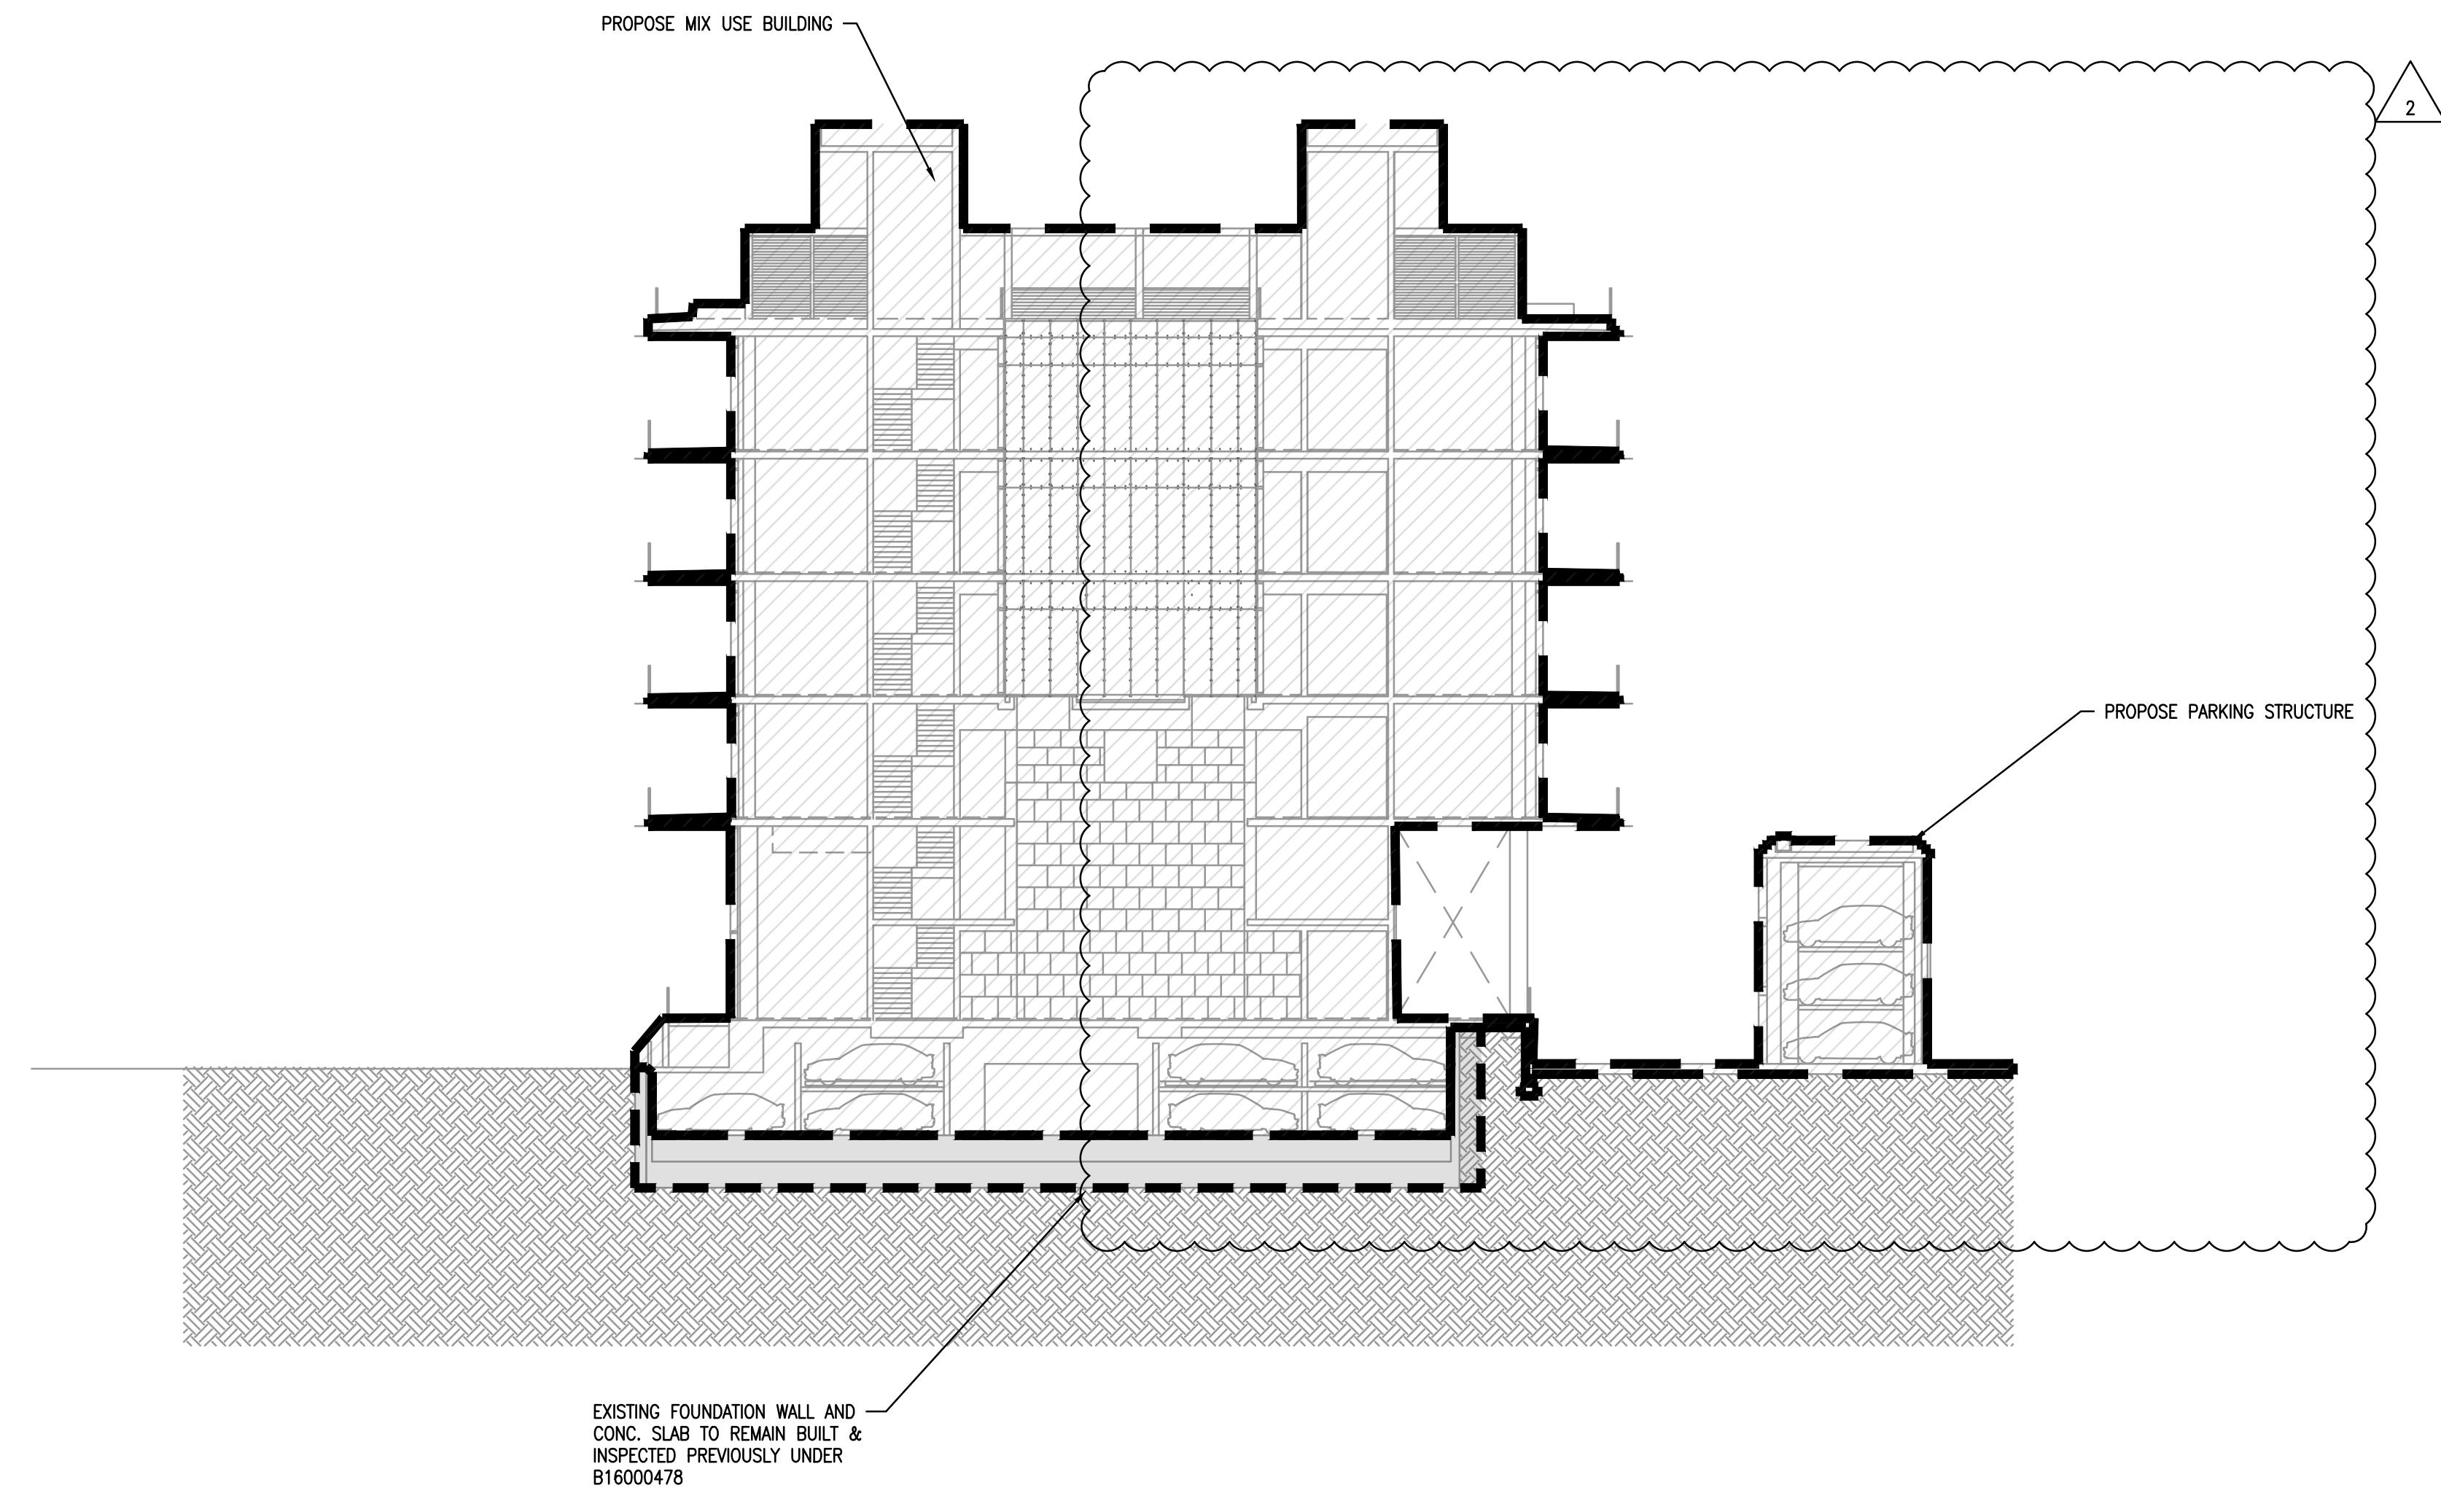 PROPOSE MIX USE BUILDING
2
PROPOSE PARKING STRUCTURE
EXISTING FOUNDATION WALL AND
CONC. SLAB TO REMAIN BUILT &
INSPECTED PREVIOUSLY UNDER
B16000478